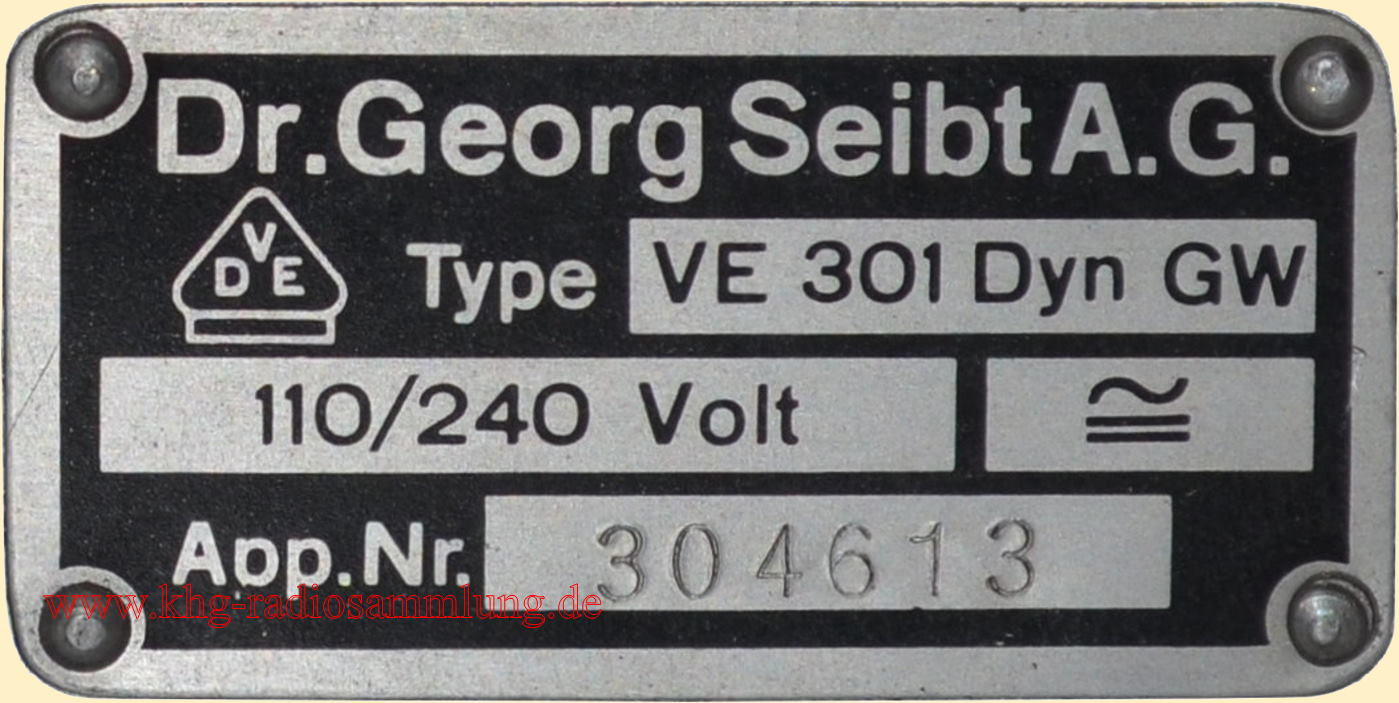 Dr. Georg Seibt A.G.
VDE
Type VE 301 Dyn GW
110/240 Volt ≅
App. Nr. 304613
www.khg-radiosammlung.de